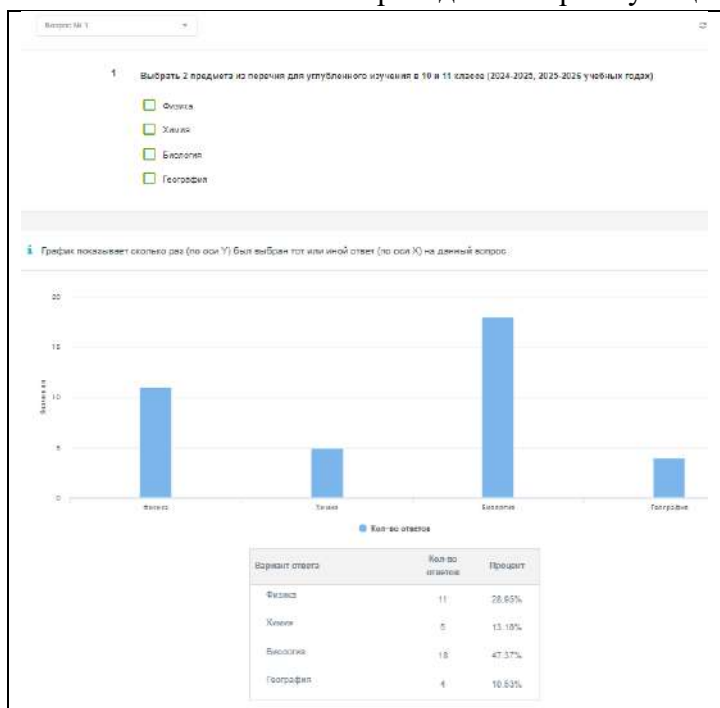 Вопрос № 1
1 Выбрать 2 предмета из перечня для углубленного изучения в 10 и 11 классе (2024-2025, 2025-2026 учебных годах)
Физика
Химия
Биология
География
График показывает сколько раз (по оси Y) был выбран тот или иной ответ (по оси X) на данный вопрос
20
15
10
5
0
Физика Химия Биология География
Кол-во ответов
Вариант ответа Кол-во ответов Процент
Физика 11 28.95%
Химия 5 13.16%
Биология 18 47.37%
География 4 10.53%